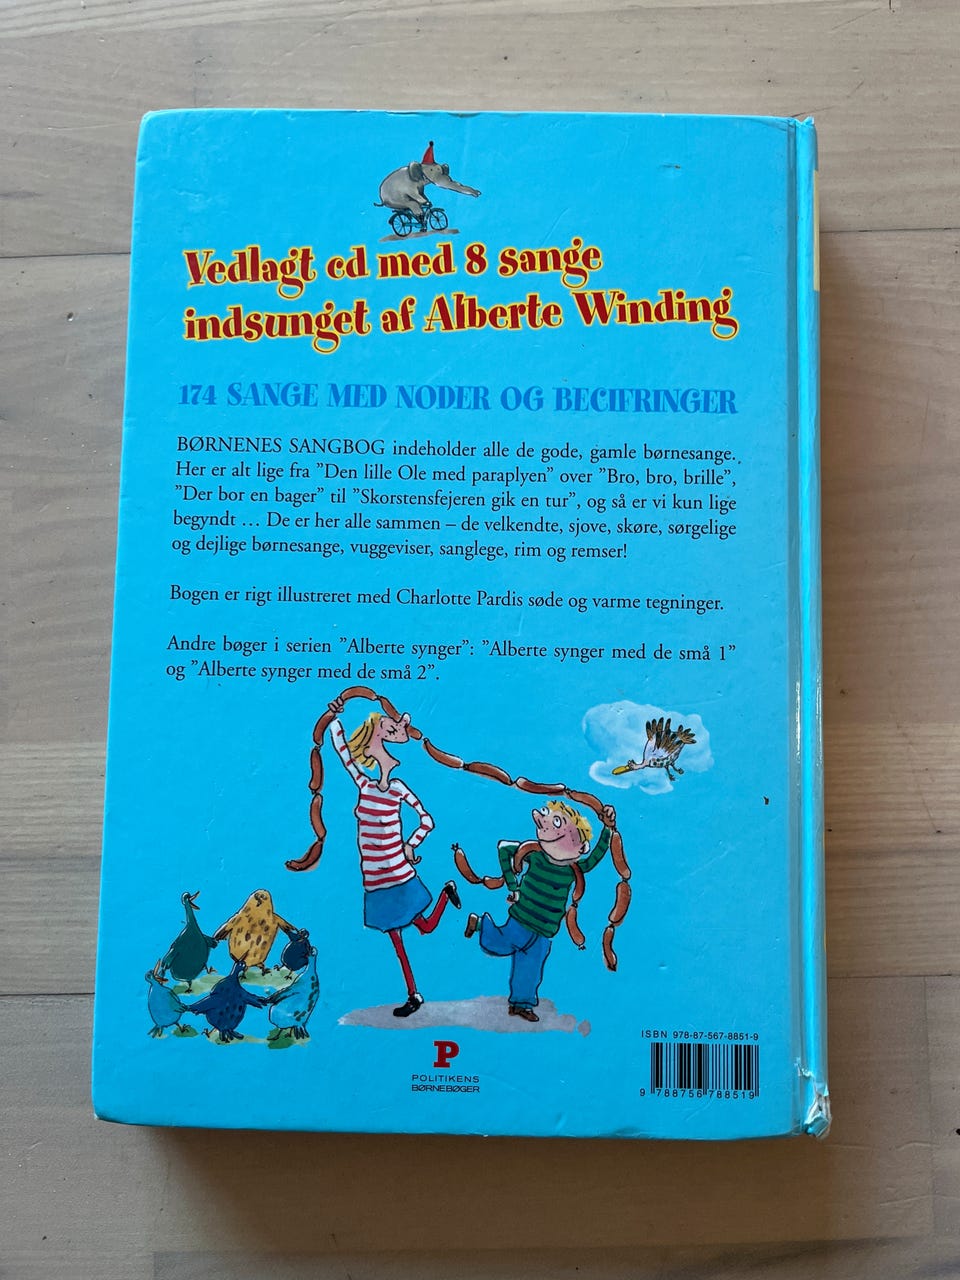 Vedlagt cd med 8 sange
indsunget af Alberte Winding
174 SANGE MED NODER OG BECIFRINGER
BØRNENES SANGBOG indeholder alle de gode, gamle børnesange.
Her er alt lige fra ”Den lille Ole med paraplyen” over ”Bro, bro, brille”,
”Der bor en bager” til ”Skorstensfejeren gik en tur”, og så er vi kun lige
begyndt … De er her alle sammen – de velkendte, sjove, skøre, sørgelige
og dejlige børnesange, vuggeviser, sanglege, rim og remser!
Bogen er rigt illustreret med Charlotte Pardis søde og varme tegninger.
Andre bøger i serien ”Alberte synger”: ”Alberte synger med de små 1”
og ”Alberte synger med de små 2”.
P
POLITIKENS
BØRNEBØGER
ISBN 978-87-567-8851-9
9 788756 788519